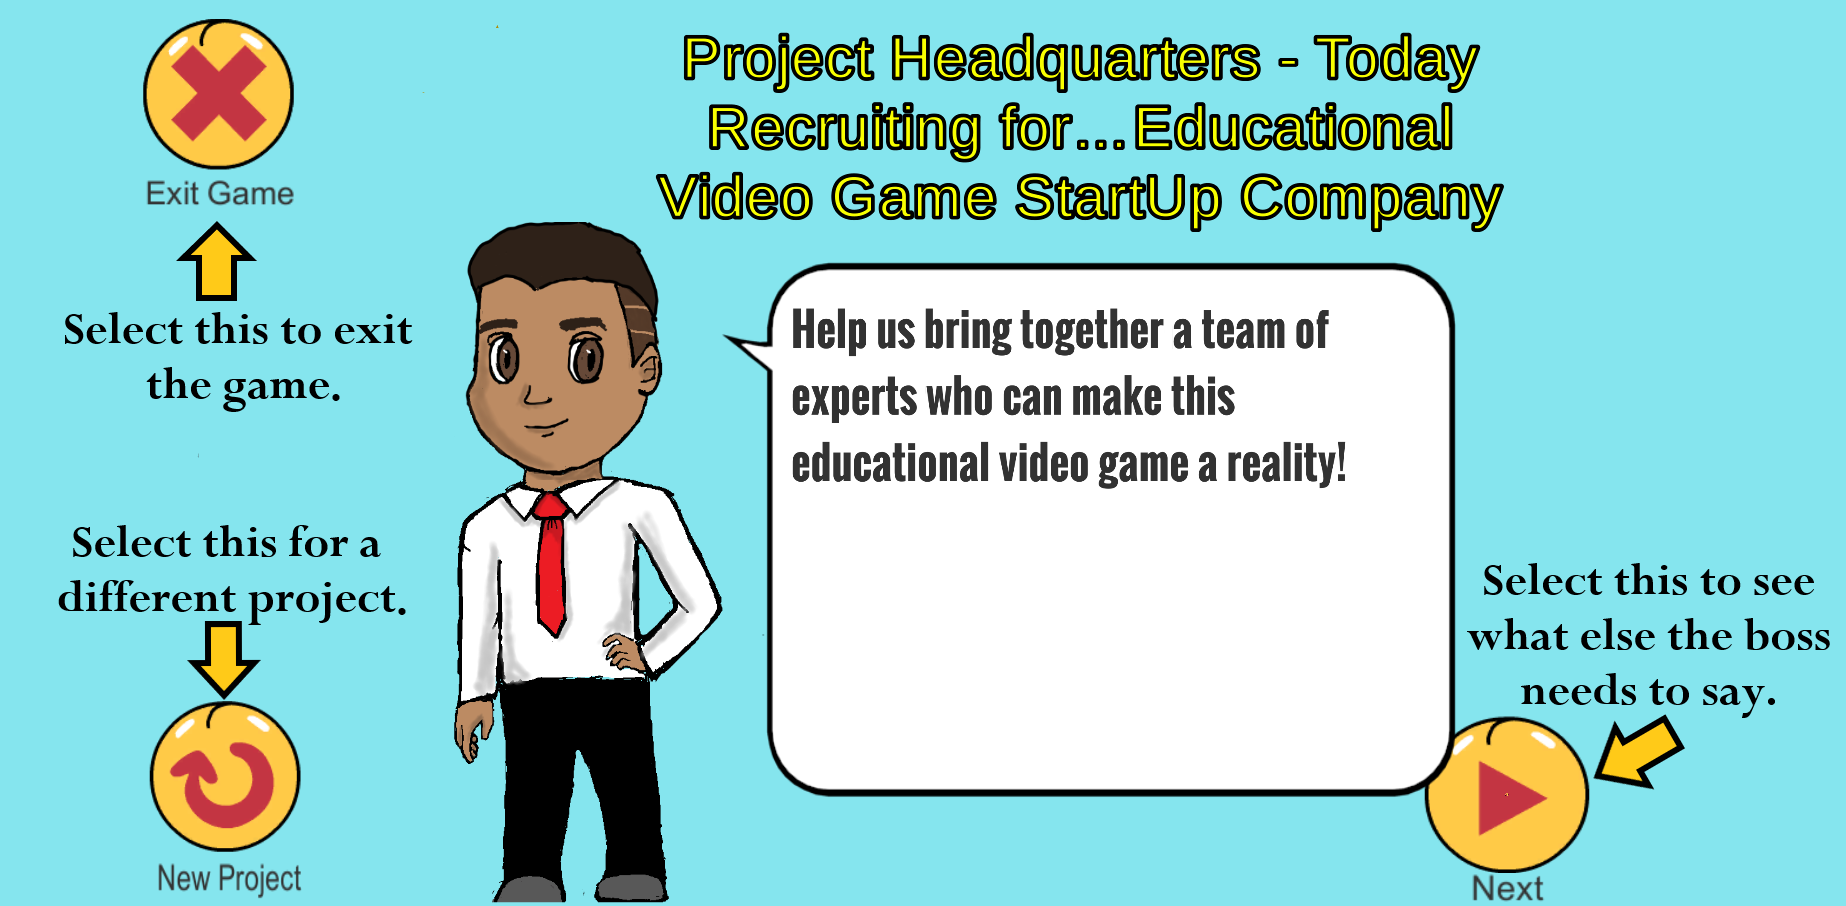 Project Headquarters - Today
Recruiting for...Educational
Video Game StartUp Company
Exit Game
Select this to exit
the game.
Help us bring together a team of
experts who can make this
educational video game a reality!
Select this for a
different project.
New Project
Select this to see
what else the boss
needs to say.
Next